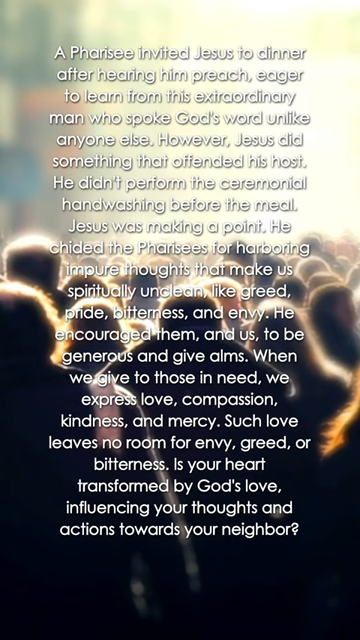 A Pharisee invited Jesus to dinner
after hearing him preach, eager
to learn from this extraordinary
man who spoke God's word unlike
anyone else. However, Jesus did
something that offended his host.
He didn't perform the ceremonial
handwashing before the meal.
Jesus was making a point. He
chided the Pharisees for harboring
impure thoughts that make us
spiritually unclean, like greed,
pride, bitterness, and envy. He
encouraged them, and us, to be
generous and give alms. When
we give to those in need, we
express love, compassion,
kindness, and mercy. Such love
leaves no room for envy, greed, or
bitterness. Is your heart
transformed by God's love,
influencing your thoughts and
actions towards your neighbor?